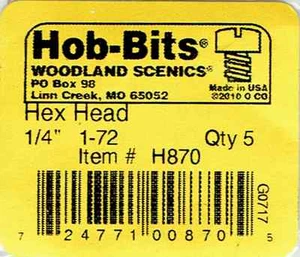 Hob-Bits®
WOODLAND SCENICS®
PO Box 98
Linn Creek, MO 65052
Made in USA
©2010 O CO
Hex Head
1/4" 1-72 Qty 5
Item # H870
G0717
7 24771 00870 5